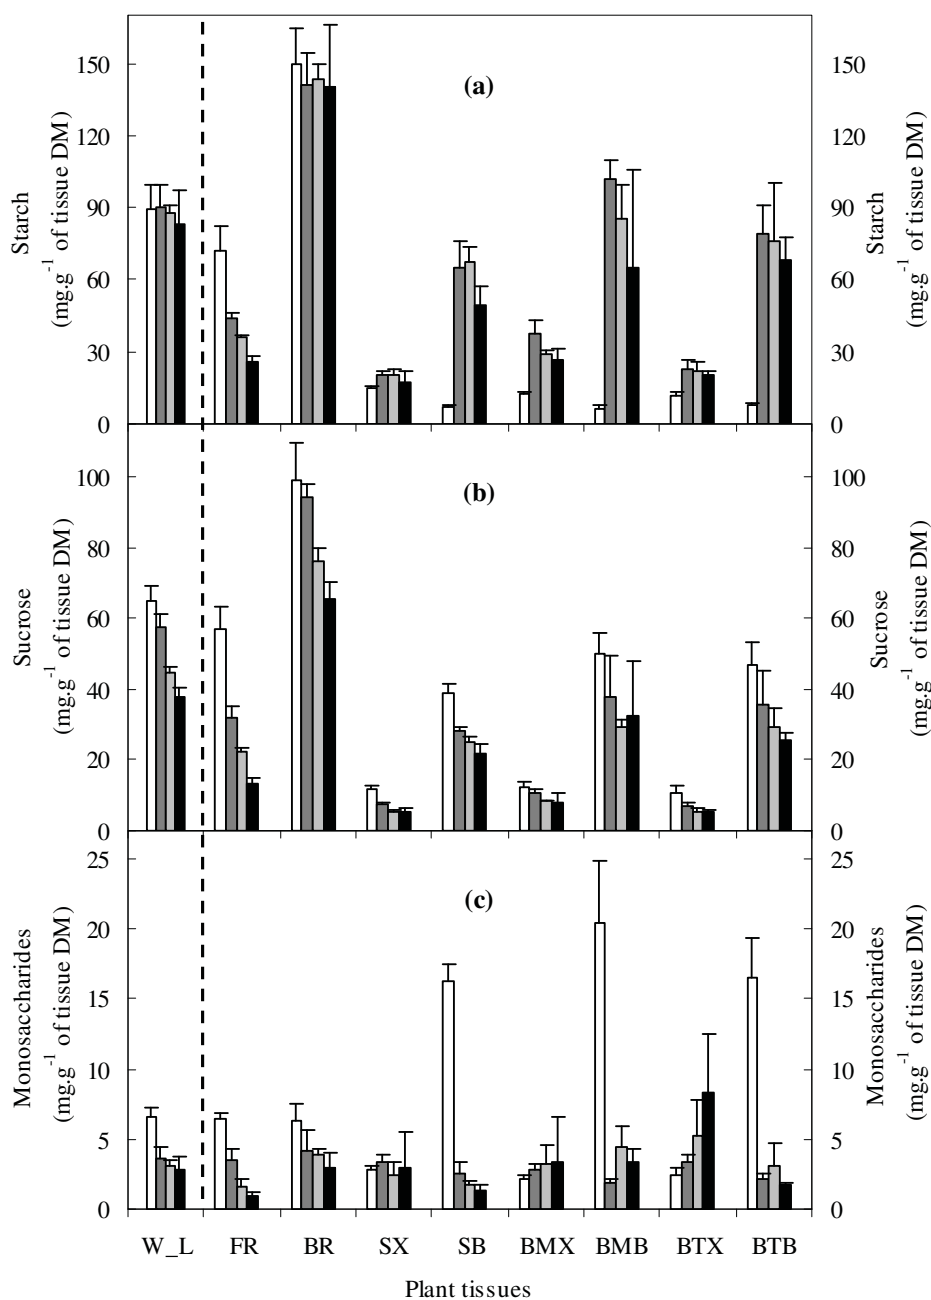 Starch
(mg.g-1 of tissue DM)
150
120
90
60
30
0
(a)
150
120
90
60
30
0
Starch
(mg.g-1 of tissue DM)
Sucrose
(mg.g-1 of tissue DM)
100
80
60
40
20
0
(b)
100
80
60
40
20
0
Sucrose
(mg.g-1 of tissue DM)
Monosaccharides
(mg.g-1 of tissue DM)
25
20
15
10
5
0
(c)
25
20
15
10
5
0
Monosaccharides
(mg.g-1 of tissue DM)
W_L FR BR SX SB BMX BMB BTX BTB
Plant tissues